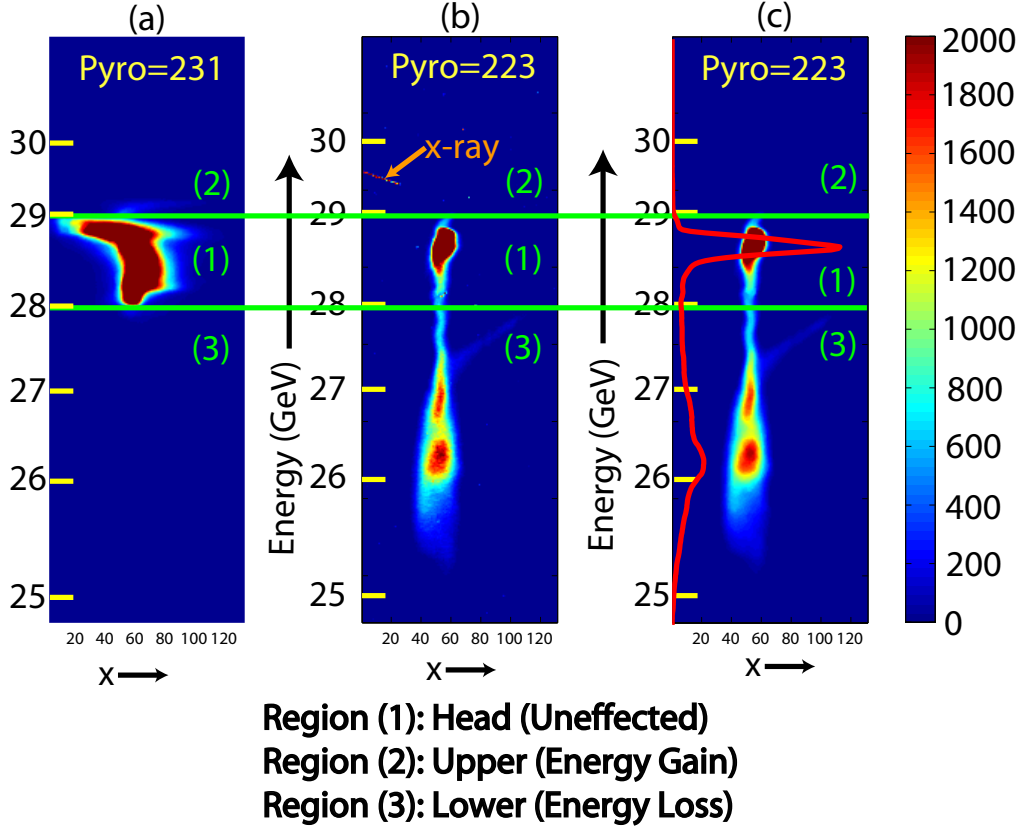 (a) (b) (c)
Pyro=231 Pyro=223 Pyro=223
2000
1800
1600
1400
1200
1000
800
600
400
200
0
30
29
28
27
26
25
(2)
(1)
(3)
20 40 60 80 100 120
x
Energy (GeV)
30
29
28
27
26
25
x-ray
(2)
(1)
(3)
20 40 60 80 100 120
x
Energy (GeV)
30
29
28
27
26
25
(2)
(1)
(3)
20 40 60 80 100 120
x
Region (1): Head (Uneffected)
Region (2): Upper (Energy Gain)
Region (3): Lower (Energy Loss)